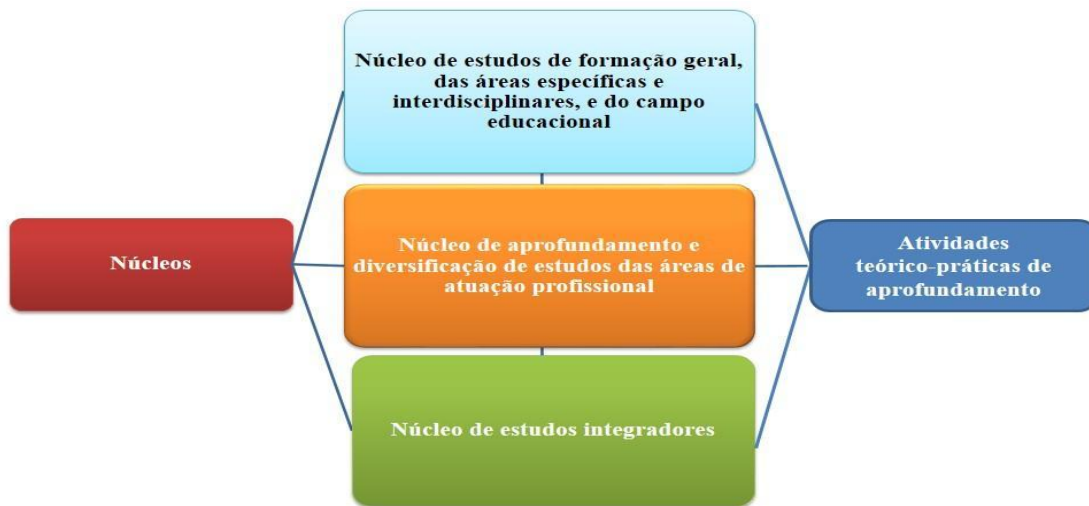 Núcleo de estudos de formação geral,
das áreas específicas e
interdisciplinares, e do campo
educacional
Núcleos
Núcleo de aprofundamento e
diversificação de estudos das áreas de
atuação profissional
Atividades
teórico-práticas de
aprofundamento
Núcleo de estudos integradores